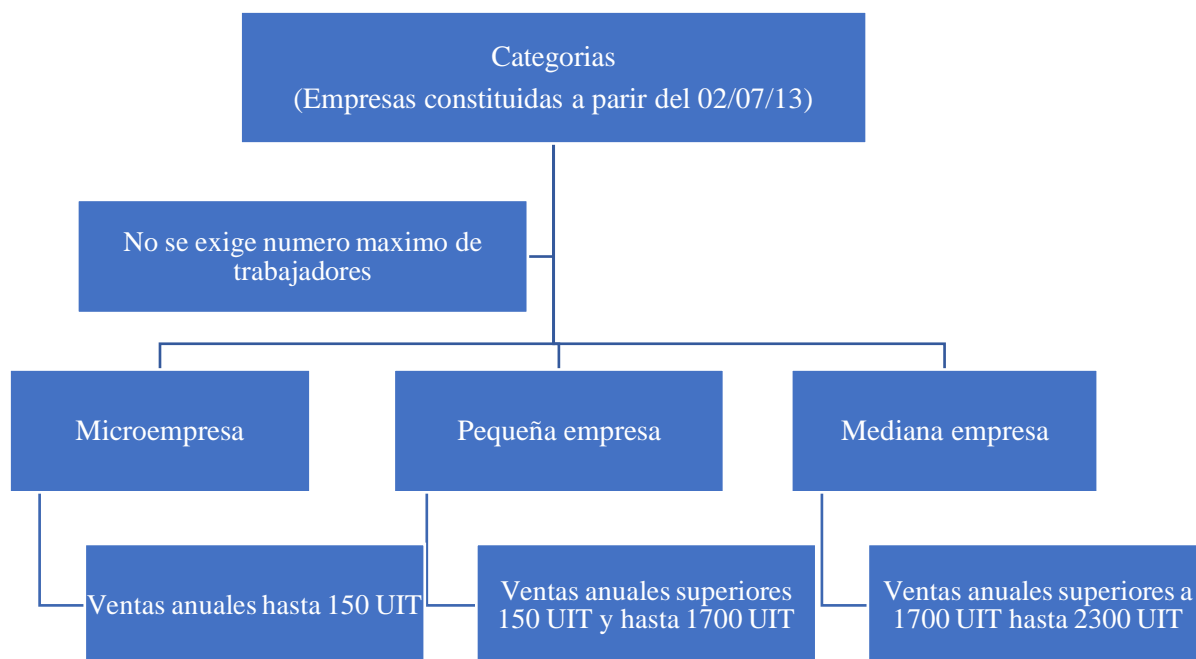 Categorias
(Empresas constituidas a parir del 02/07/13)
No se exige numero maximo de
trabajadores
Microempresa
Pequeña empresa
Mediana empresa
Ventas anuales hasta 150 UIT
Ventas anuales superiores
150 UIT y hasta 1700 UIT
Ventas anuales superiores a
1700 UIT hasta 2300 UIT